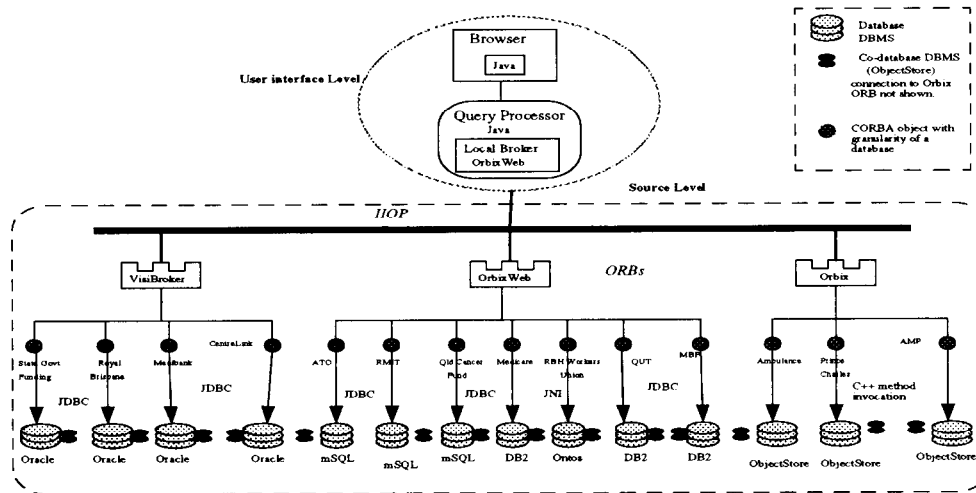 Browser
Java
User interface Level
Query Processor
Java
Local Broker
OrbixWeb
Database
DBMS
Co-database DBMS
(ObjectStore)
connection to Orbix
ORB not shown.
CORBA object with
granularity of a
database
Source Level
IIOP
ORBs
VisiBroker
OrbixWeb
Orbix
State Govt
Funding
Royal
Brisbane
Medibank
CentreLink
ATO
RMIT
Qld Cancer
Fund
Medicare
RBH Workers
Union
QUT
MBF
Ambulance
Prince
Charles
AMP
JDBC
JDBC
JDBC
JDBC
JNI
JDBC
C++ method
invocation
Oracle
Oracle
Oracle
Oracle
mSQL
mSQL
mSQL
DB2
Ontos
DB2
DB2
ObjectStore
ObjectStore
ObjectStore